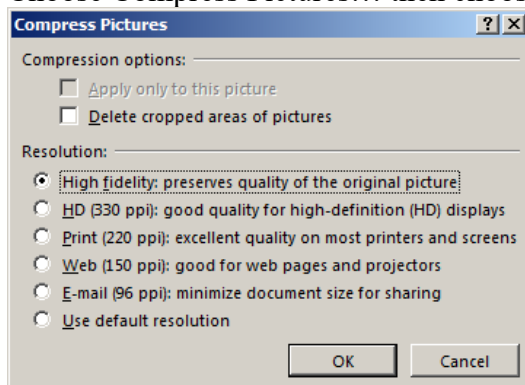 Compress Pictures
Compression options:
Apply only to this picture
Delete cropped areas of pictures
Resolution:
High fidelity: preserves quality of the original picture
HD (330 ppi): good quality for high-definition (HD) displays
Print (220 ppi): excellent quality on most printers and screens
Web (150 ppi): good for web pages and projectors
E-mail (96 ppi): minimize document size for sharing
Use default resolution
OK Cancel